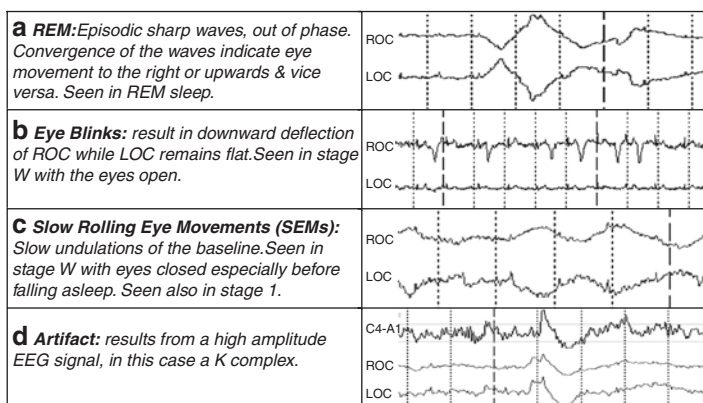 a REM:Episodic sharp waves, out of phase.
Convergence of the waves indicate eye
movement to the right or upwards & vice
versa. Seen in REM sleep.
ROC
LOC
b Eye Blinks: result in downward deflection
of ROC while LOC remains flat.Seen in stage
W with the eyes open.
ROC
LOC
c Slow Rolling Eye Movements (SEMs):
Slow undulations of the baseline.Seen in
stage W with eyes closed especially before
falling asleep. Seen also in stage 1.
ROC
LOC
d Artifact: results from a high amplitude
EEG signal, in this case a K complex.
C4-A1
ROC
LOC